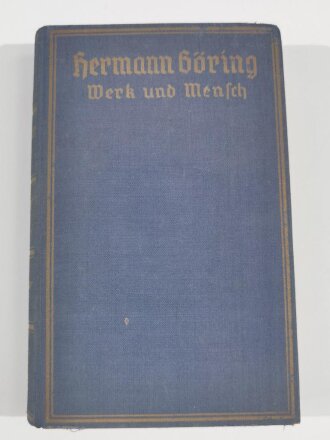 Hermann Göring
Werk und Menſch